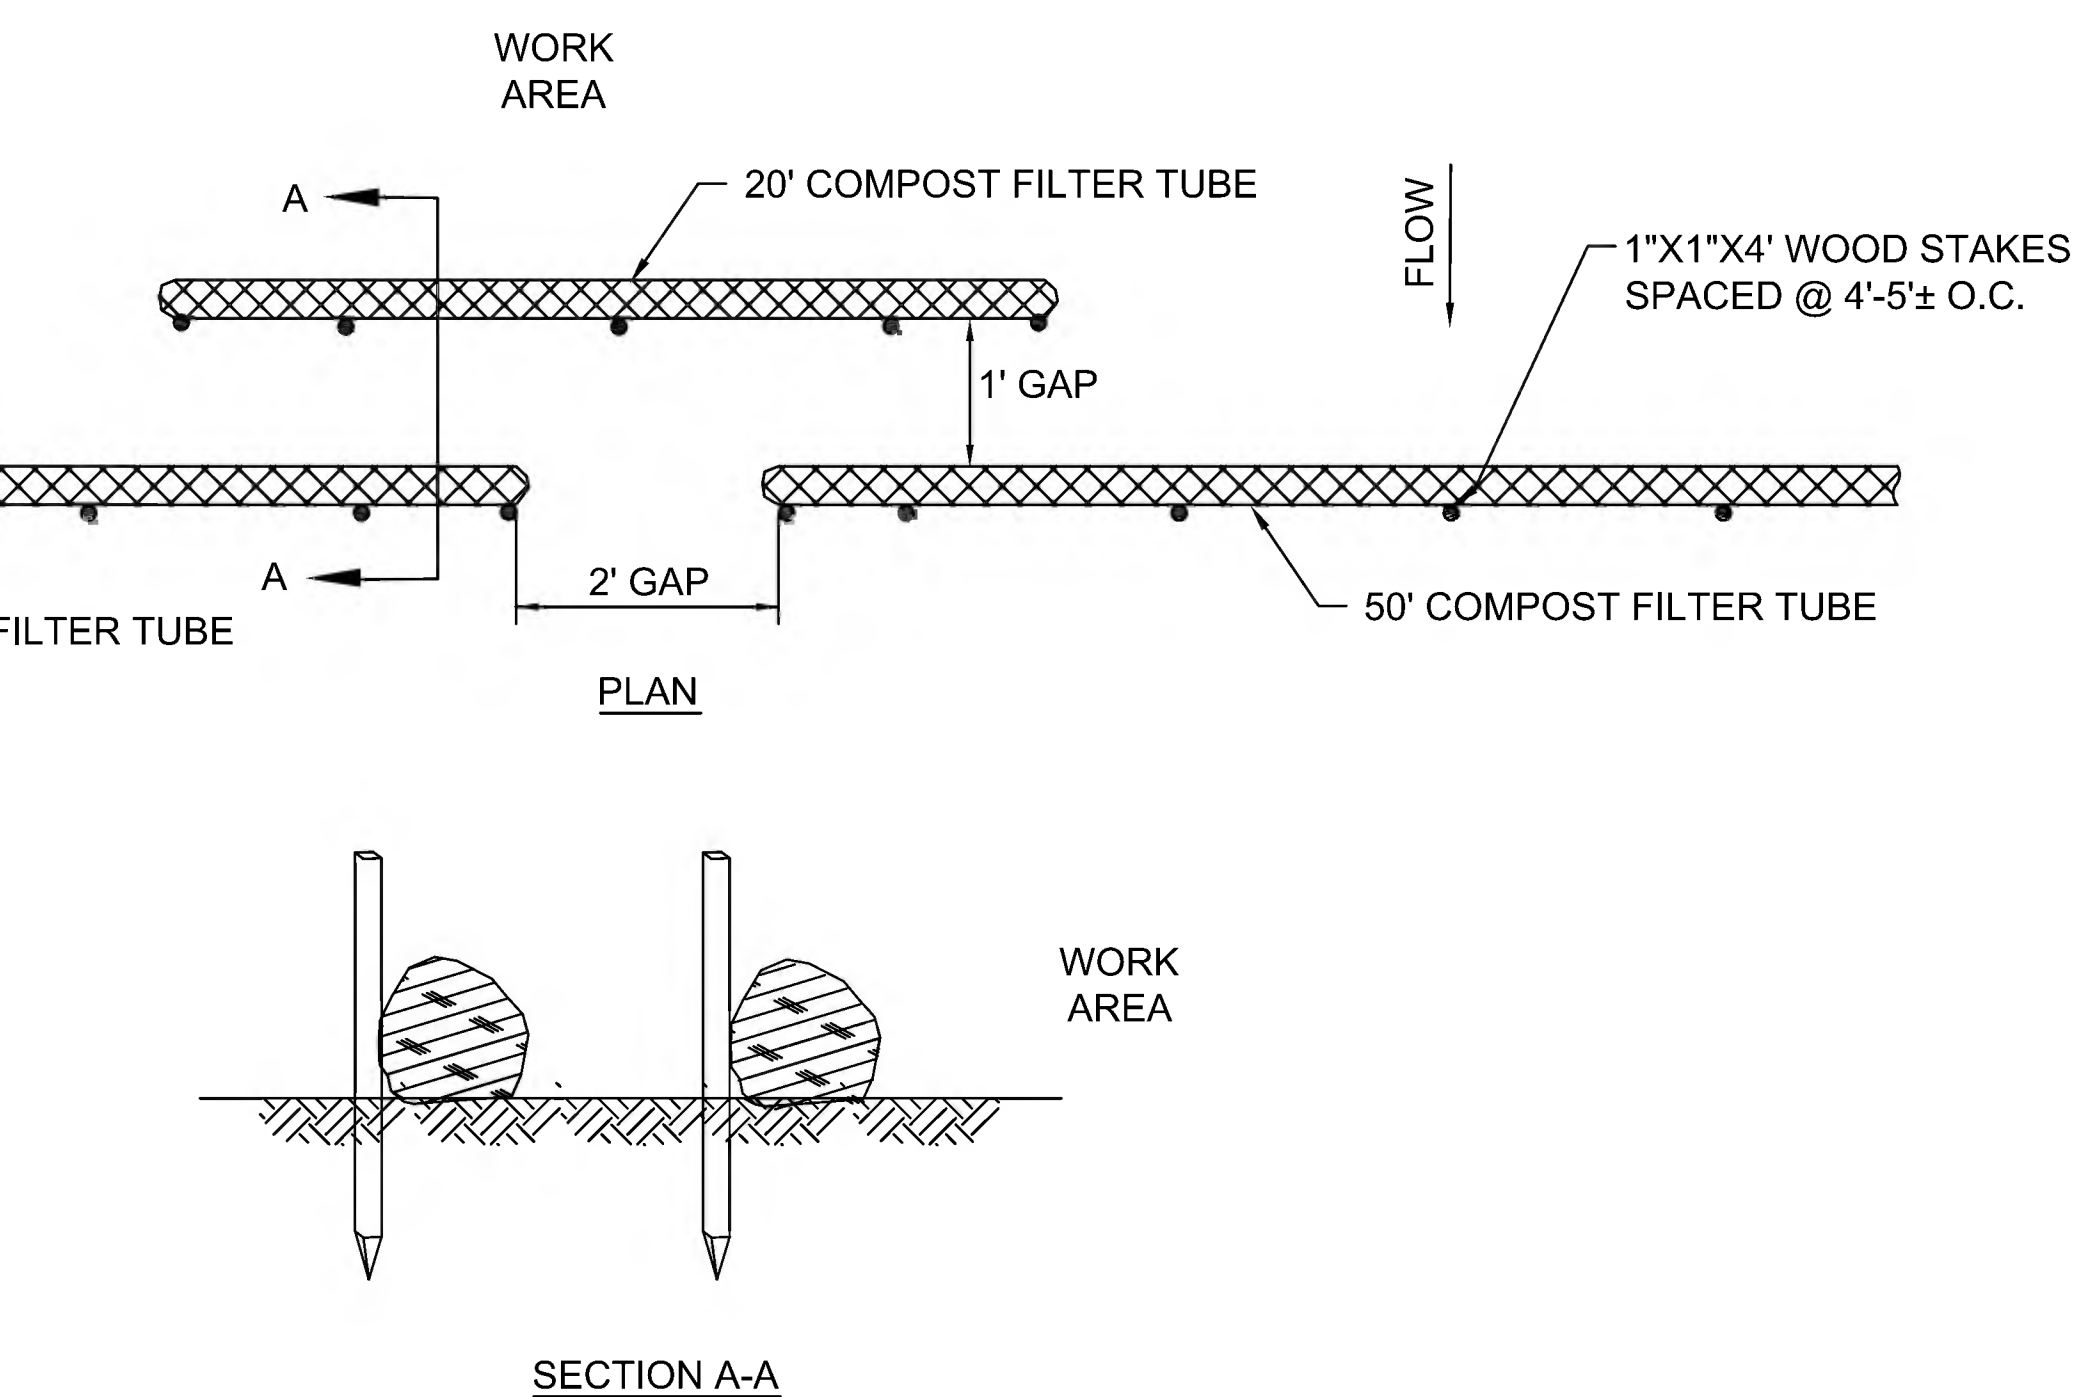 WORK
AREA
A
20' COMPOST FILTER TUBE
FLOW
1"X1"X4' WOOD STAKES
SPACED @ 4'-5'± O.C.
1' GAP
A
2' GAP
50' COMPOST FILTER TUBE
FILTER TUBE
PLAN
WORK
AREA
SECTION A-A